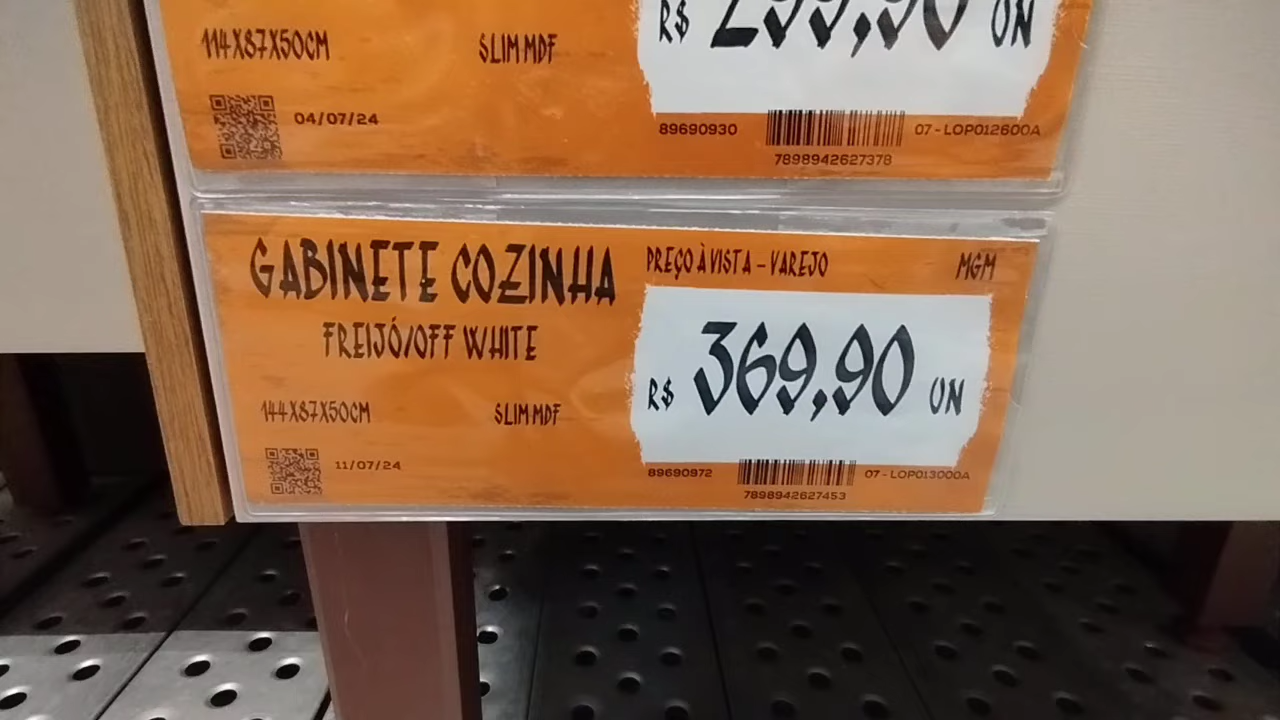 R$ 299,90 UN
114X87X50CM SLIM MDF
04/07/24
89690930 07 - LOP012600A
7898942627378
GABINETE COZINHA
FREIJÓ/OFF WHITE
PREÇO À VISTA - VAREJO MGM
R$ 369,90 UN
144X87X50CM SLIM MDF
11/07/24
89690972 07 - LOP013000A
7898942627453